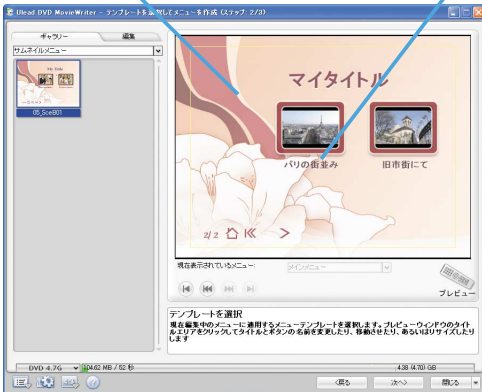 Ulead DVD MovieWriter - テンプレートを選択してメニューを作成 (ステップ: 2/3)
ギャラリー
編集
サムネイルメニュー
05_Sce801
マイタイトル
パリの街並み
旧市街にて
2/2
現在表示されているメニュー:
メインメニュー
プレビュー
テンプレートを選択
現在編集中のメニューに適用するメニューテンプレートを選択します。プレビューウィンドウのタイト
ルエリアをクリックしてタイトルとボタンの名前を変更したり、移動させたり、あるいはリサイズしたり
します
DVD 4.7G
104.62 MB / 52 秒
4.38 (4.70) GB
<戻る
次へ>
閉じる